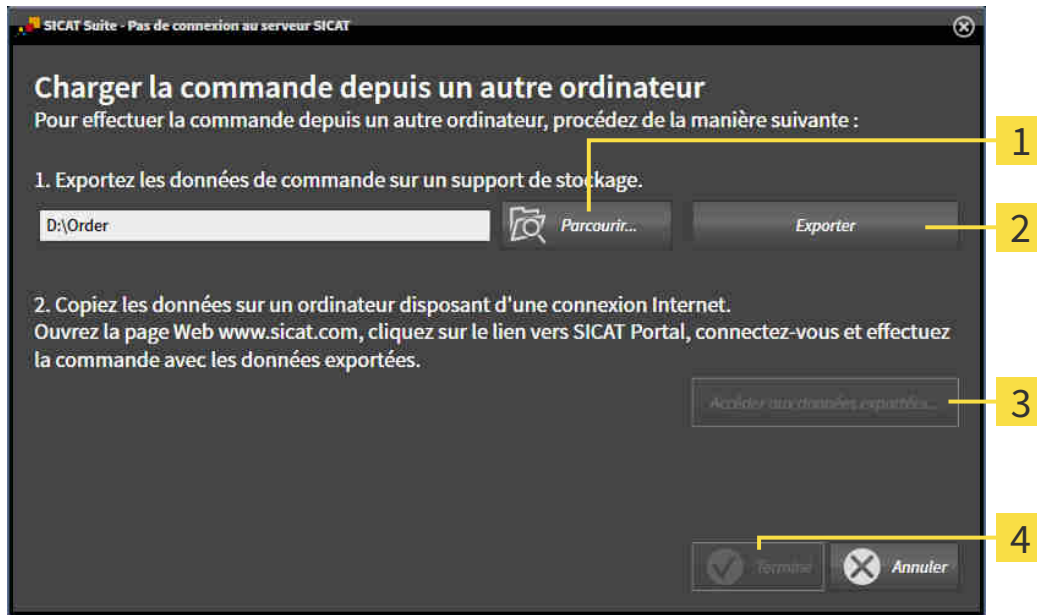 SICAT Suite - Pas de connexion au serveur SICAT
Charger la commande depuis un autre ordinateur
Pour effectuer la commande depuis un autre ordinateur, procédez de la manière suivante :
1
1. Exportez les données de commande sur un support de stockage.
D:\Order
Parcourir...
Exporter
2
2. Copiez les données sur un ordinateur disposant d'une connexion Internet.
Ouvrez la page Web www.sicat.com, cliquez sur le lien vers SICAT Portal, connectez-vous et effectuez
la commande avec les données exportées.
Accéder aux données exportées...
3
4
Terminé
Annuler